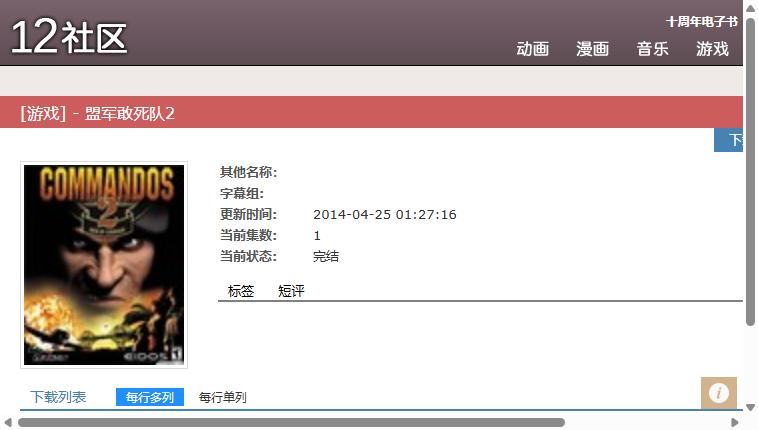 十周年电子书
12社区
动画 漫画 音乐 游戏
[游戏] - 盟军敢死队2
下
COMMANDOS
2
其他名称:
字幕组:
更新时间: 2014-04-25 01:27:16
当前集数: 1
当前状态: 完结
标签 短评
EIDOS
下载列表 每行多列 每行单列
i